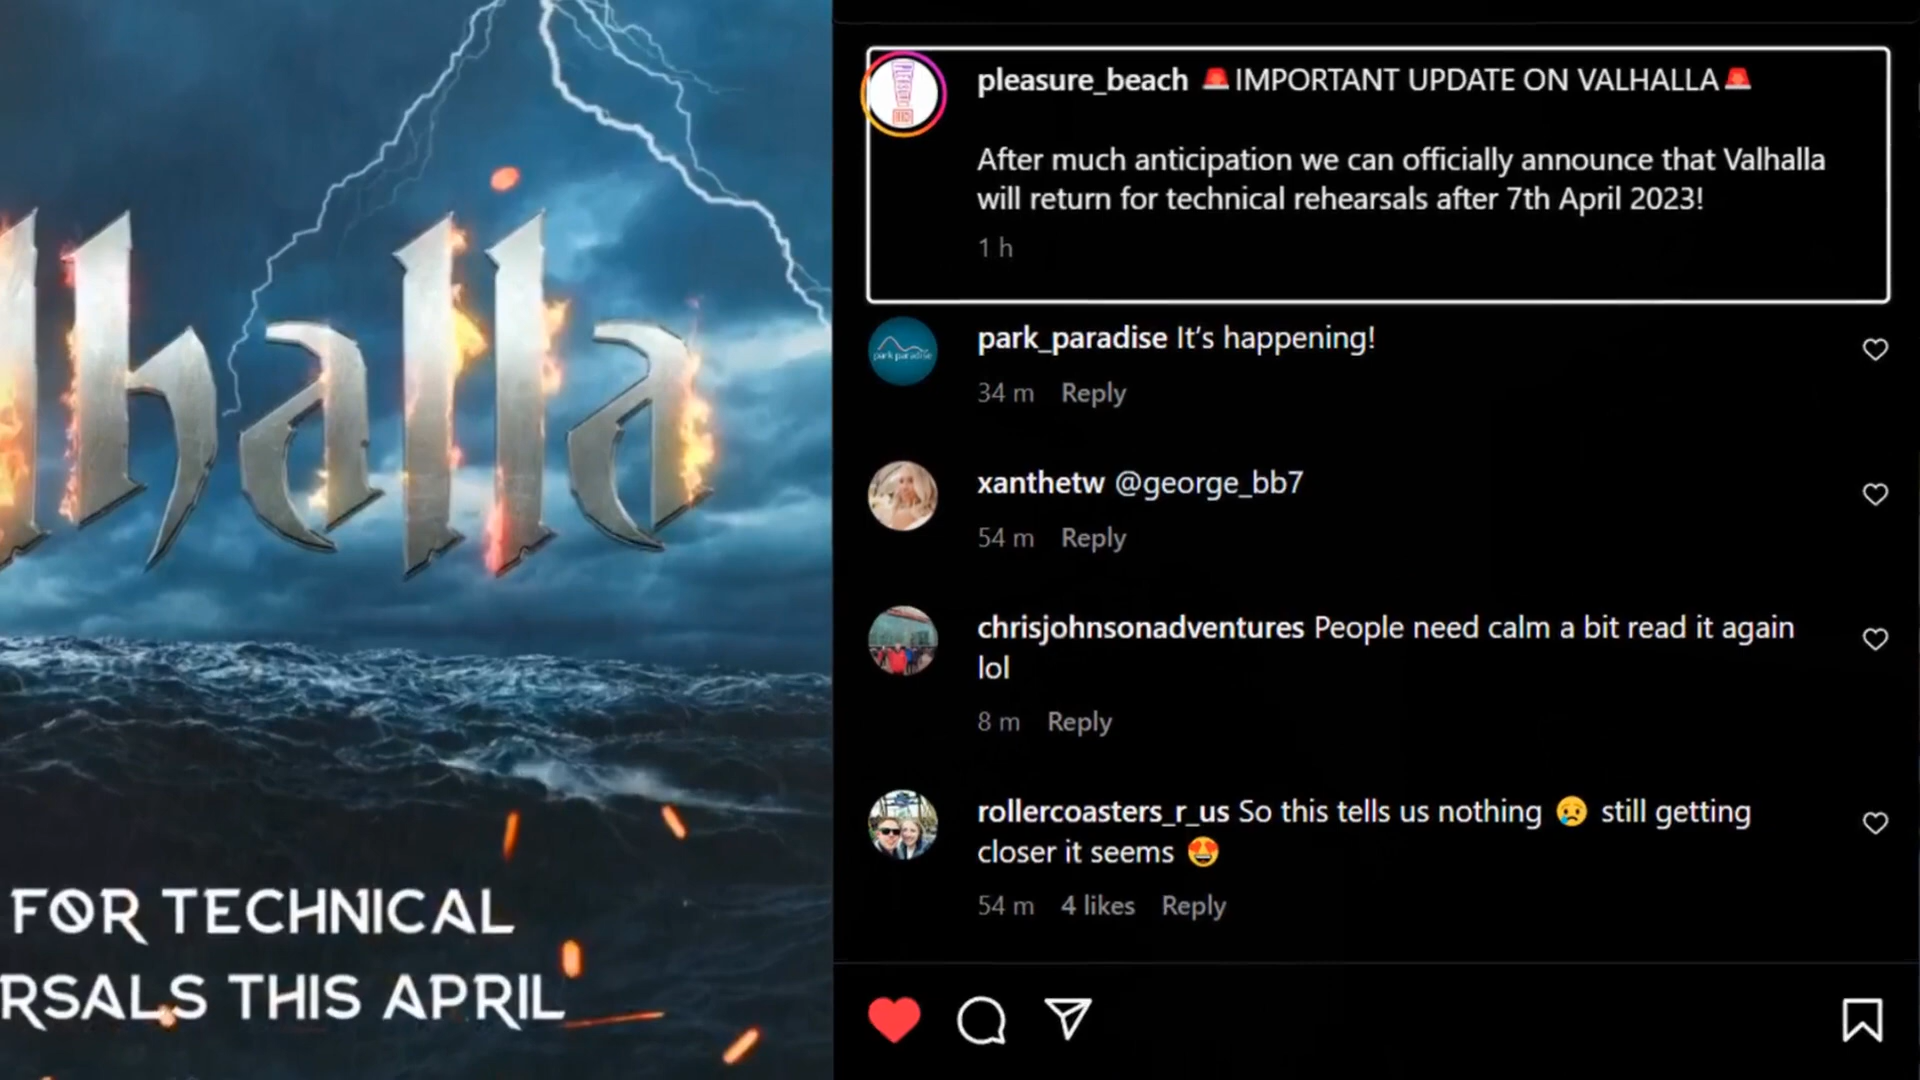 lhalla
FOR TECHNICAL
RSALS THIS APRIL
pleasure_beach 🚨IMPORTANT UPDATE ON VALHALLA🚨
After much anticipation we can officially announce that Valhalla
will return for technical rehearsals after 7th April 2023!
1 h
park paradise
park_paradise It’s happening!
34 m Reply
xanthetw @george_bb7
54 m Reply
chrisjohnsonadventures People need calm a bit read it again
lol
8 m Reply
rollercoasters_r_us So this tells us nothing 😢 still getting
closer it seems 😍
54 m 4 likes Reply